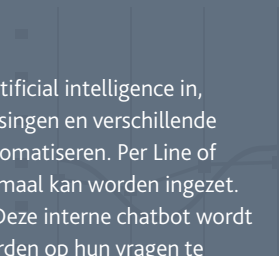 tificial intelligence in,
singen en verschillende
omatiseren. Per Line of
maal kan worden ingezet.
Deze interne chatbot wordt
rden op hun vragen te